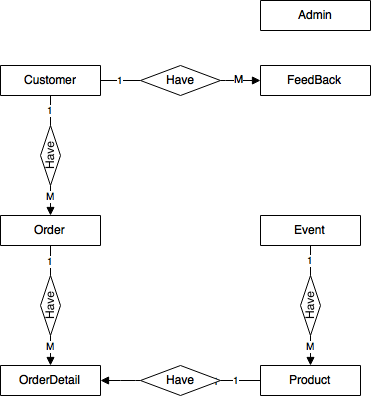 Admin
Customer
1
Have
M
FeedBack
1
Have
M
Order
Event
1
1
Have
Have
M
M
OrderDetail
Have
1
Product